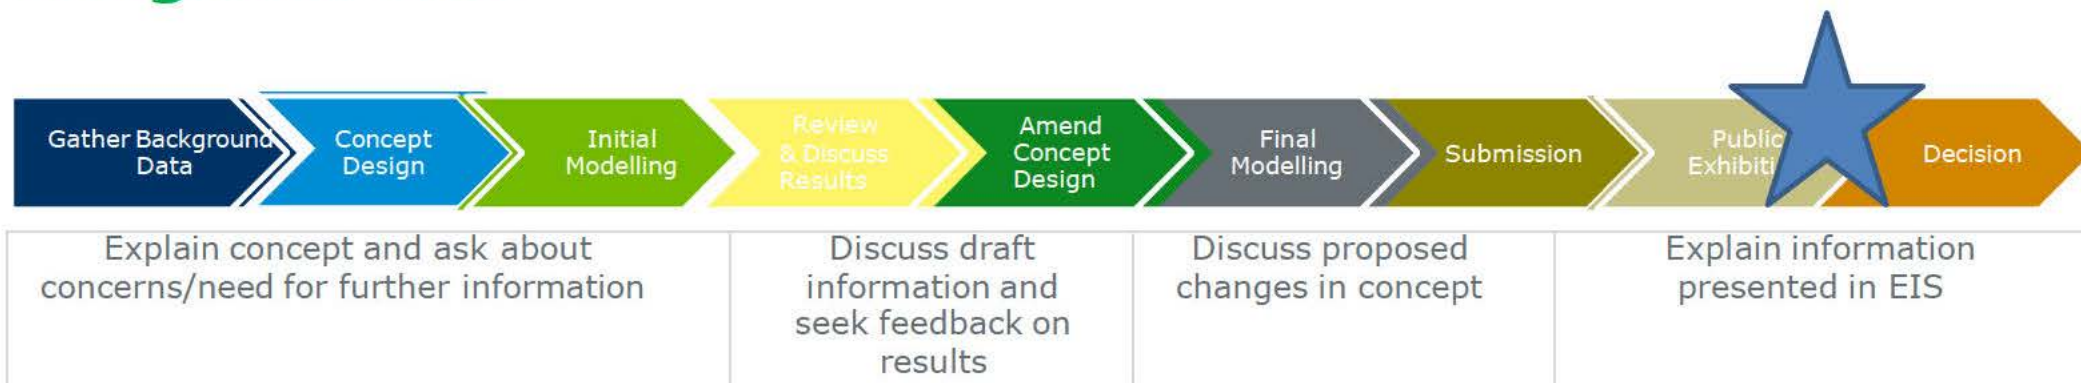 Gather Background
Data
Concept
Design
Initial
Modelling
Review
& Discuss
Results
Amend
Concept
Design
Final
Modelling
Submission
Public
Decision
Explain concept and ask about
concerns/need for further information
Discuss draft
information and
seek feedback on
results
Discuss proposed
changes in concept
Explain information
presented in EIS